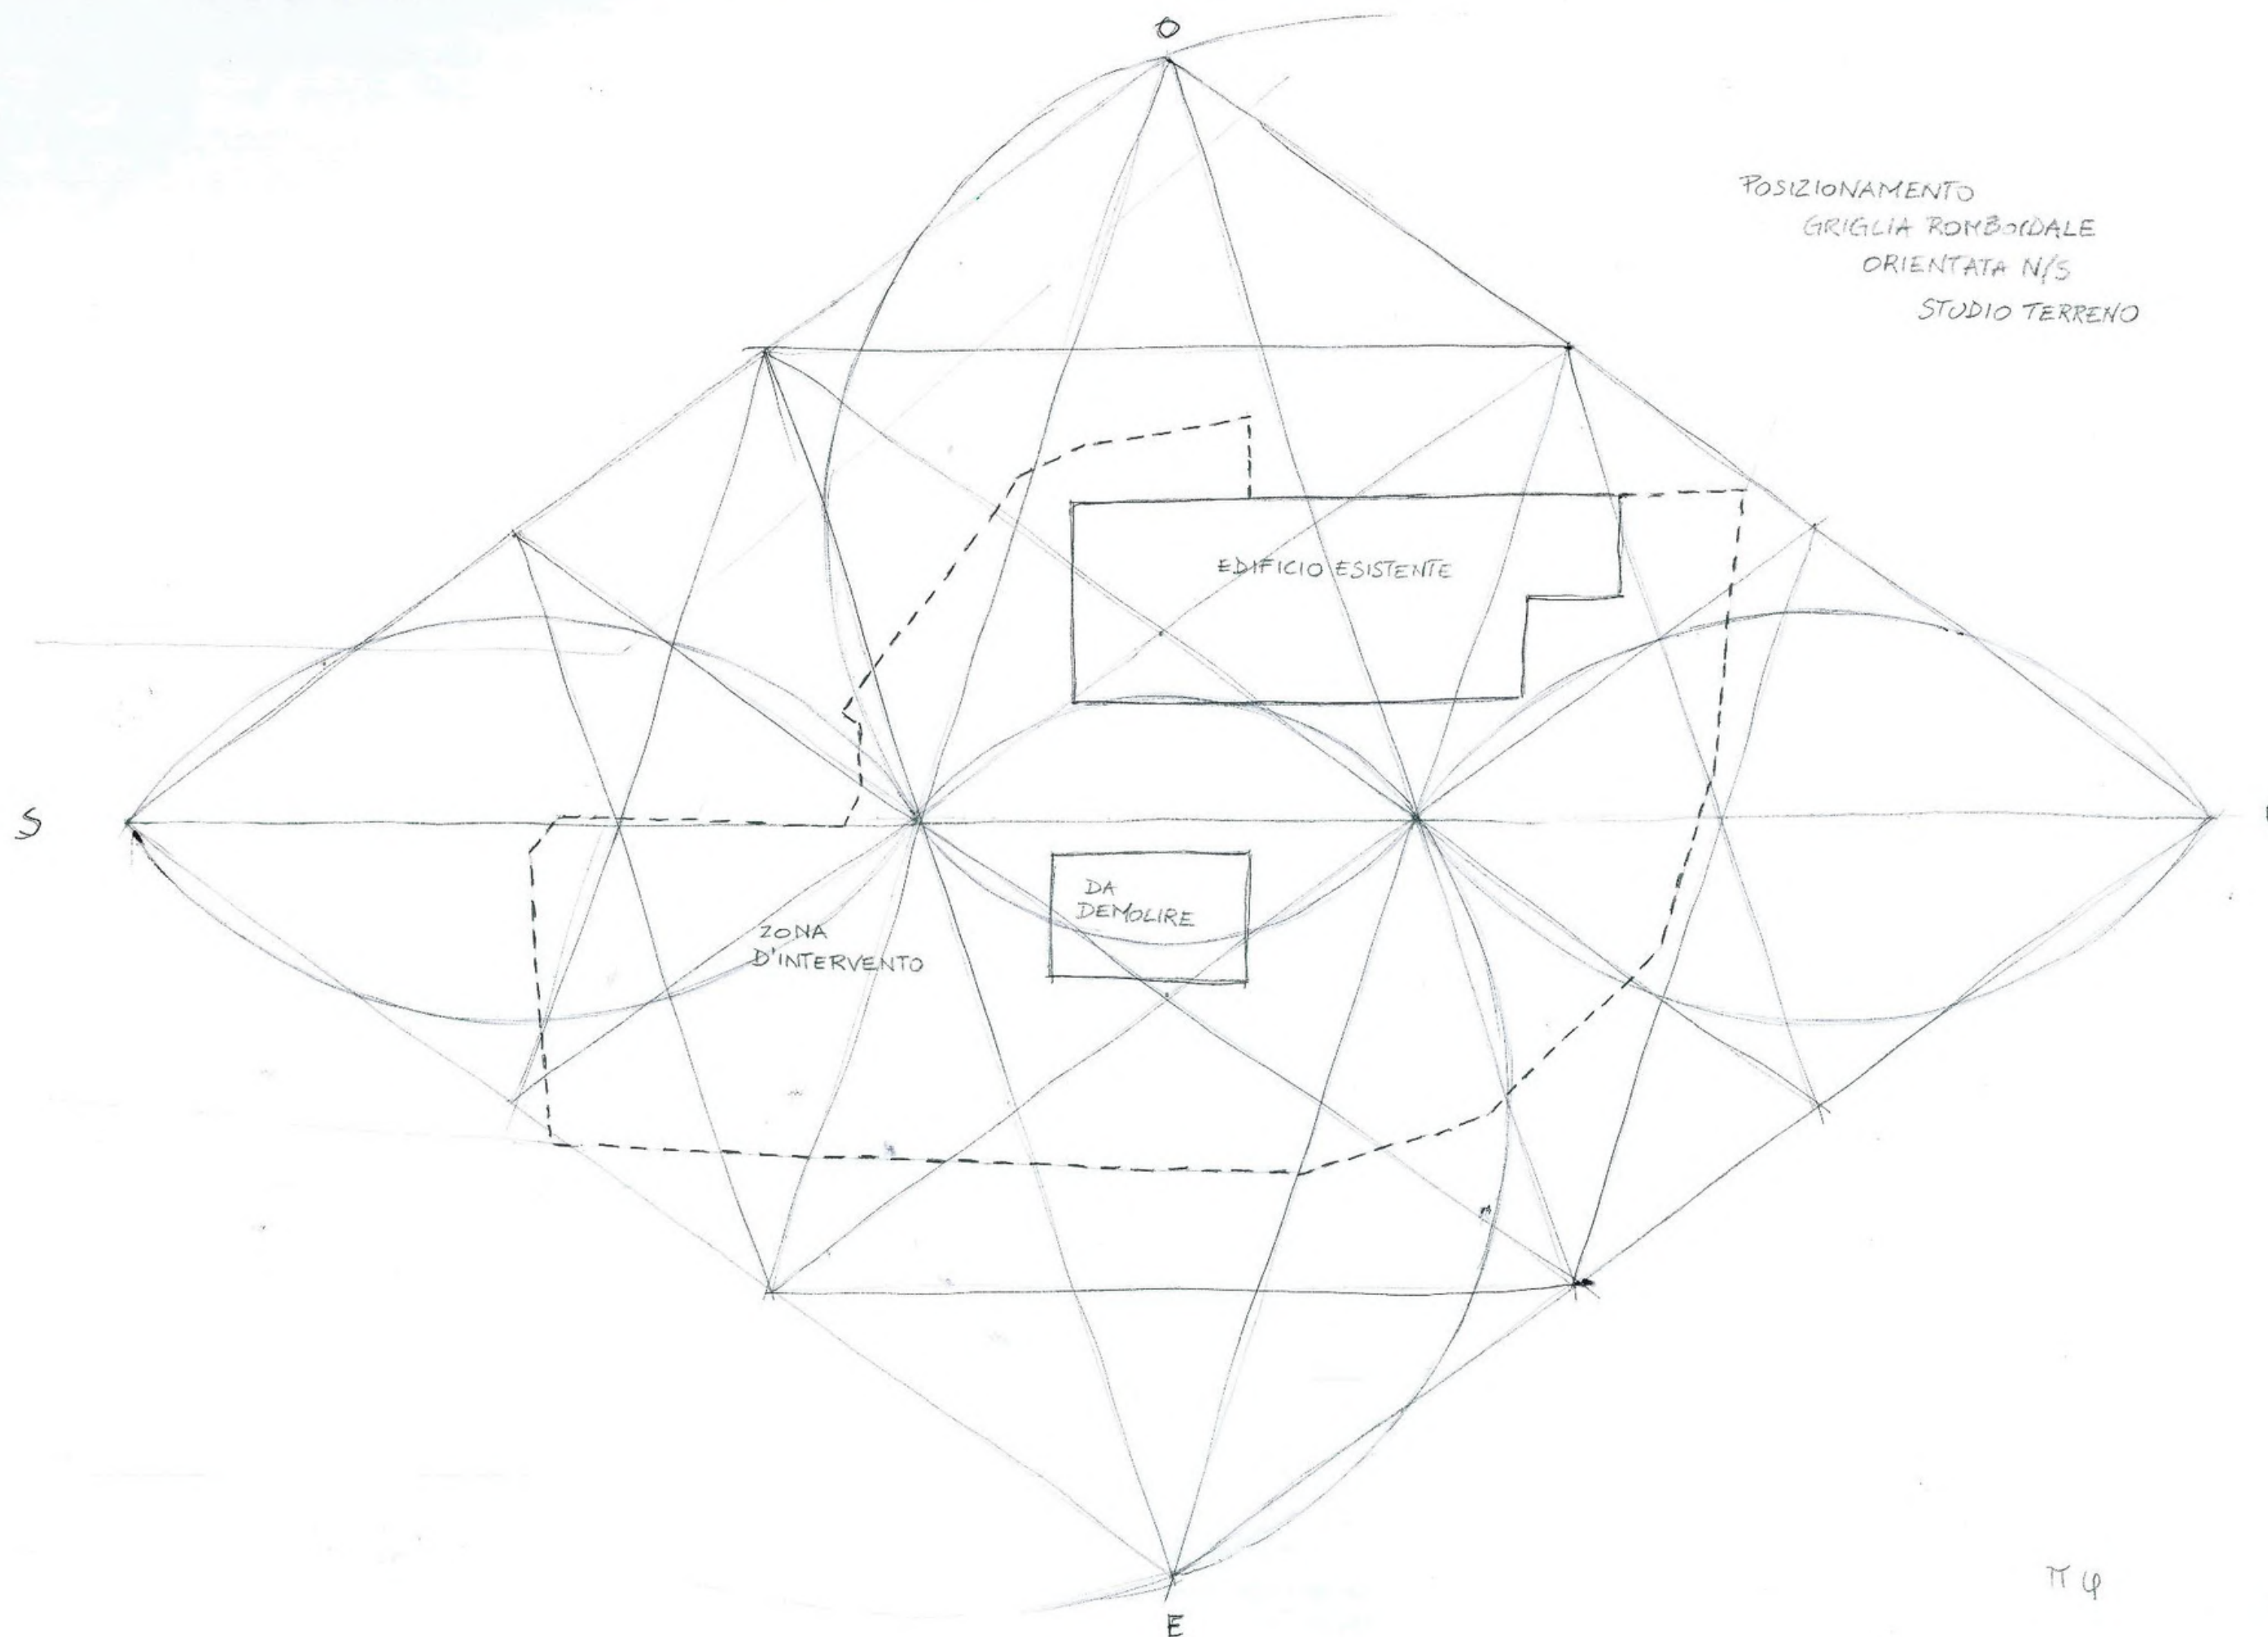 O
POSIZIONAMENTO
GRIGLIA ROMBOIDALE
ORIENTATA N/S
STUDIO TERRENO
EDIFICIO ESISTENTE
S
DA
DEMOLIRE
ZONA
D'INTERVENTO
π φ
E